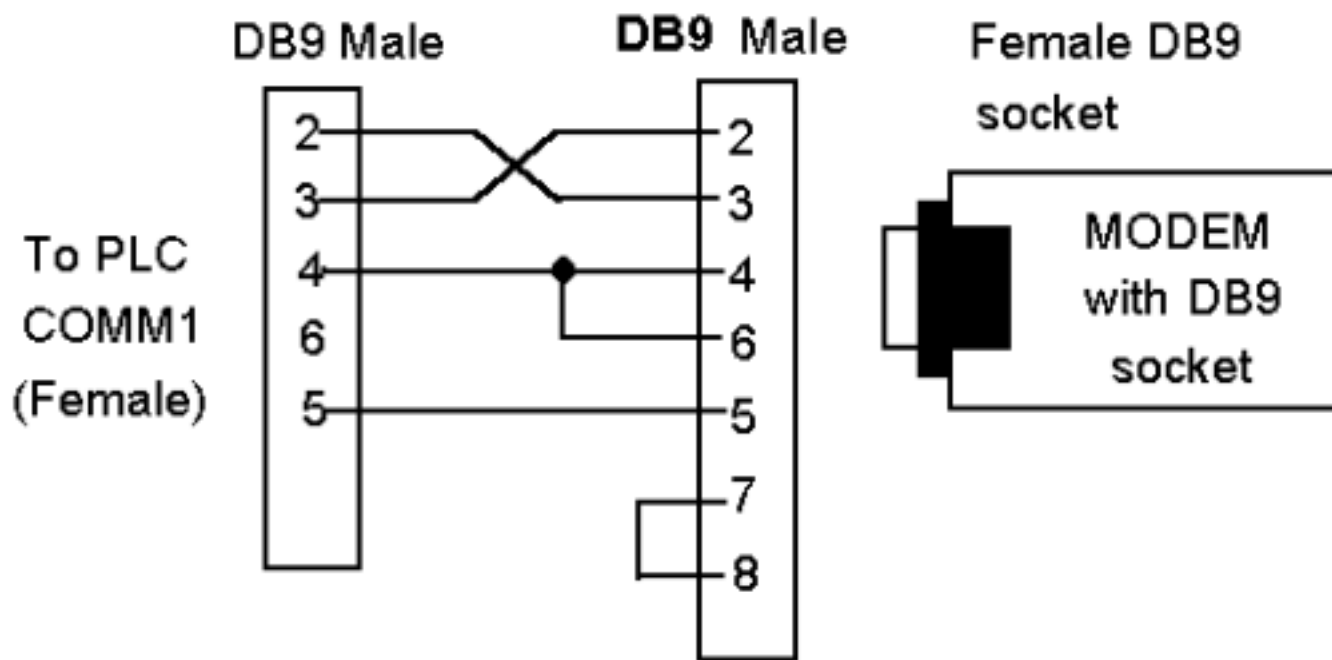 DB9 Male
DB9 Male
Female DB9
socket
To PLC
COMM1
(Female)
2
3
4
6
5
2
3
4
6
5
7
8
MODEM
with DB9
socket